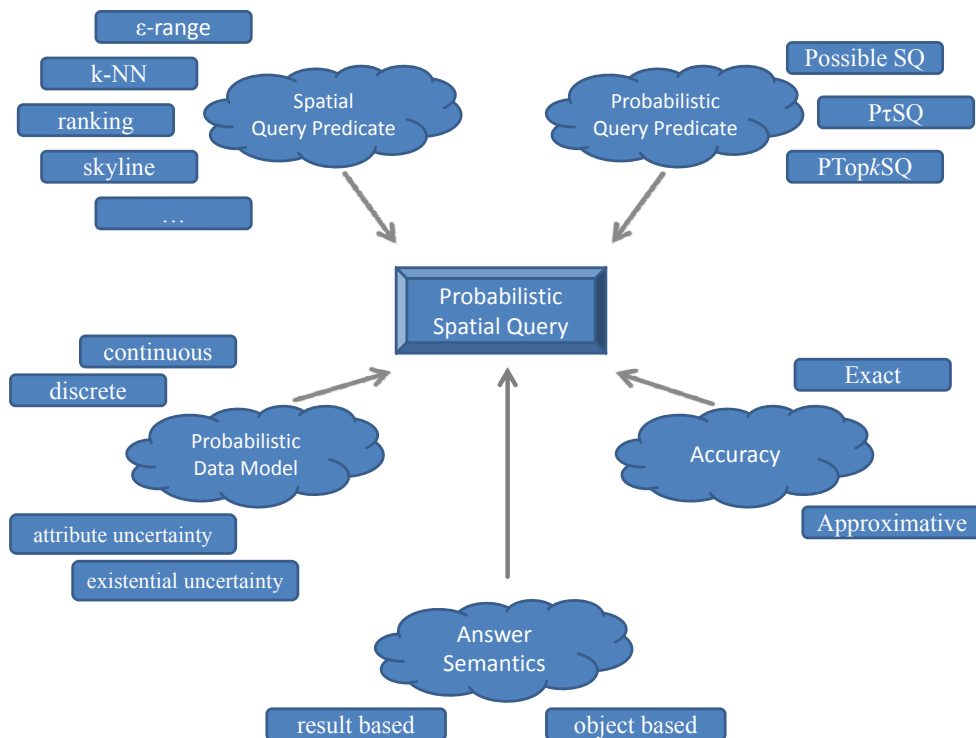 ε-range
k-NN
ranking
skyline
…
Spatial
Query Predicate
Probabilistic
Query Predicate
Possible SQ
PτSQ
PTopkSQ
Probabilistic
Spatial Query
continuous
discrete
Probabilistic
Data Model
attribute uncertainty
existential uncertainty
Exact
Accuracy
Approximative
Answer
Semantics
result based
object based